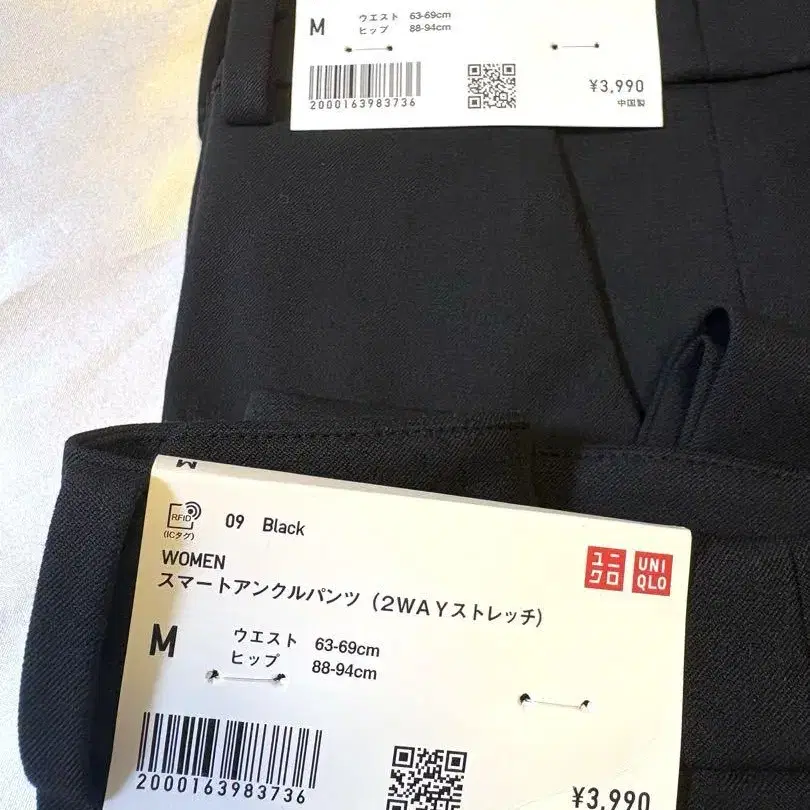 M
ウエスト 63-69cm
ヒップ 88-94cm
2000163983736
¥3,990
中国製
M
RFID
(ICタグ)
09 Black
WOMEN
スマートアンクルパンツ（2WAYストレッチ）
ユニクロ
UNIQLO
M
ウエスト 63-69cm
ヒップ 88-94cm
2000163983736
¥3,990